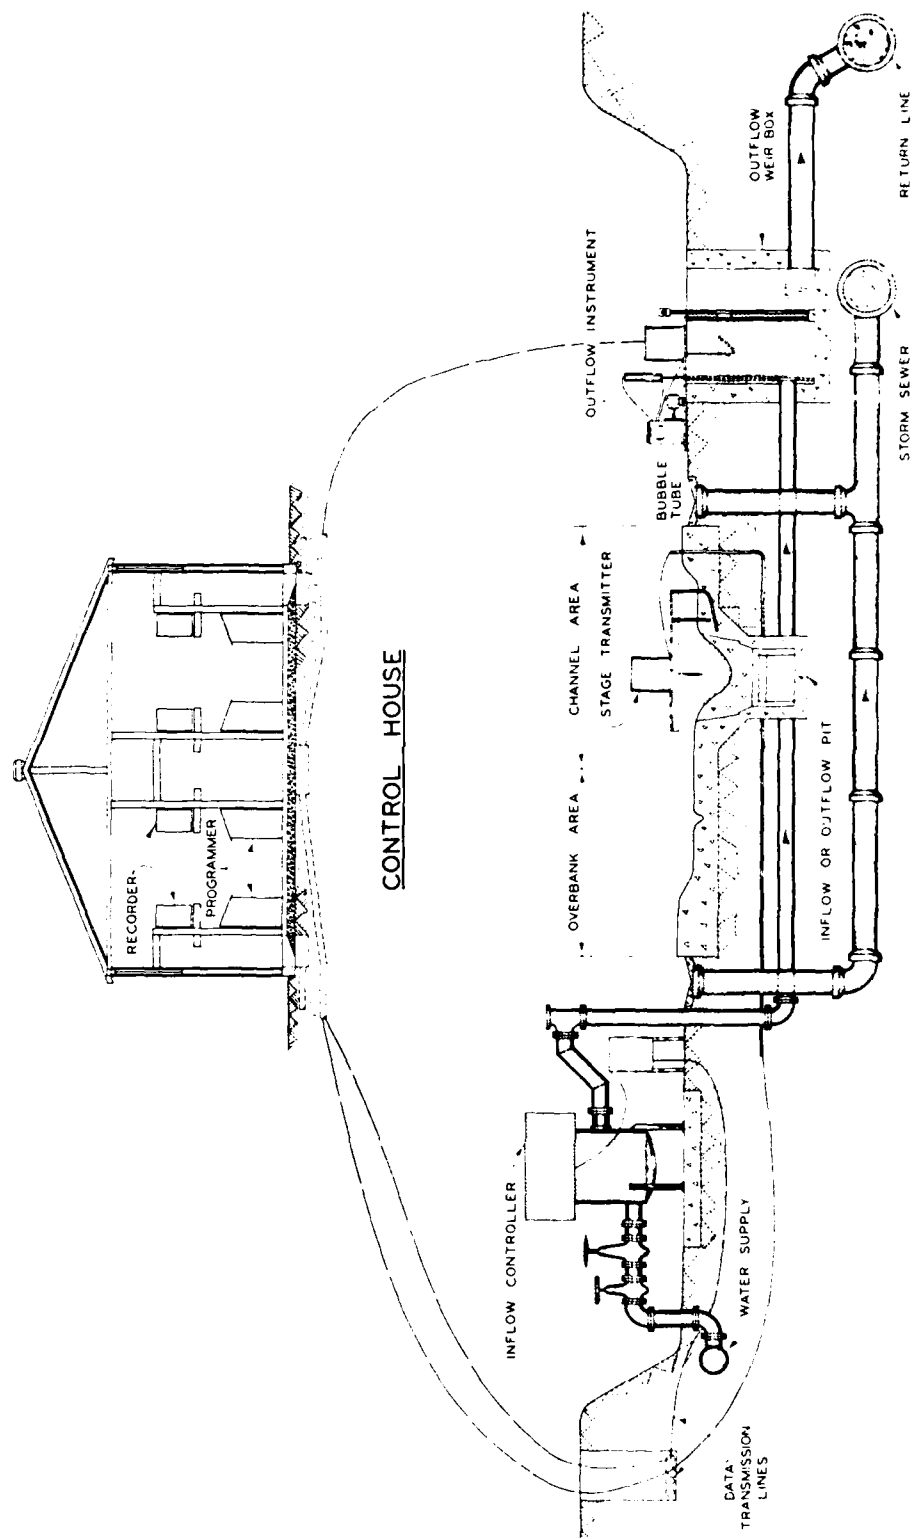 RECORDER
PROGRAMMER
CONTROL HOUSE
OVERBANK AREA
CHANNEL AREA
STAGE TRANSMITTER
BUBBLE
TUBE
OUTFLOW INSTRUMENT
OUTFLOW
WEIR BOX
INFLOW CONTROLLER
WATER SUPPLY
DATA
TRANSMISSION
LINES
INFLOW OR OUTFLOW PIT
STORM SEWER
RETURN LINE